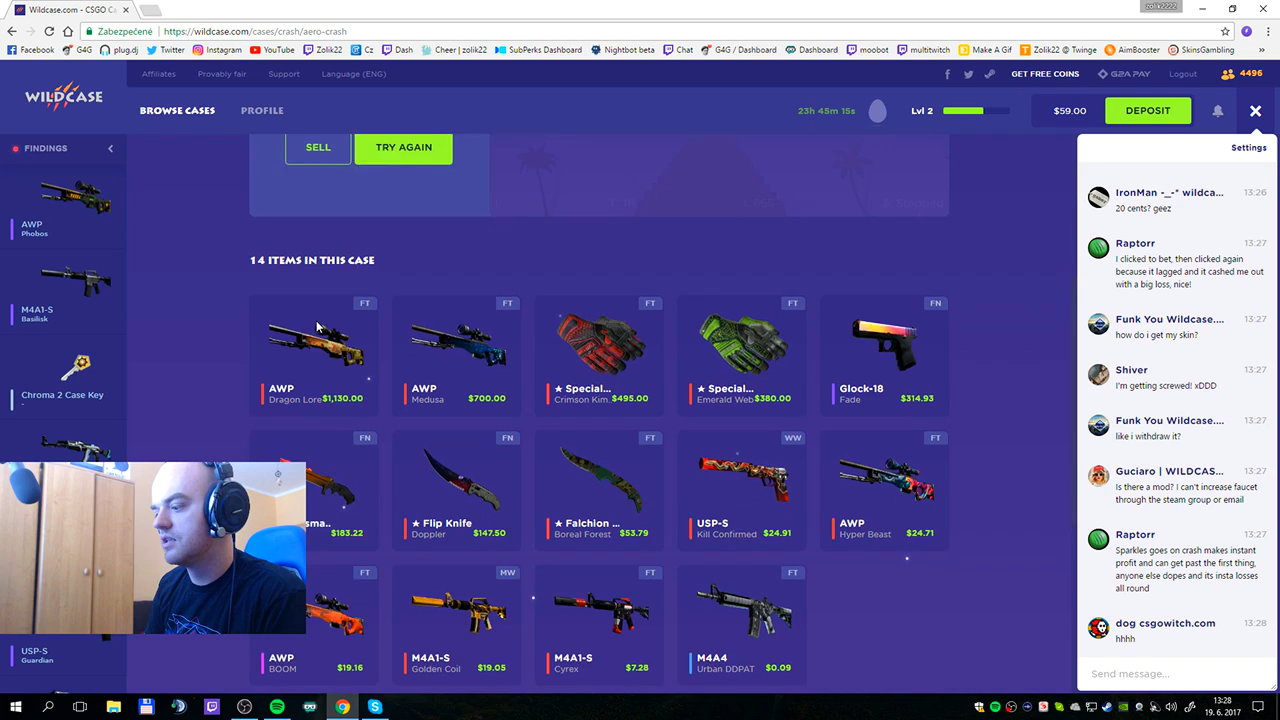 zolik2222
Wildcase.com - CSGO Ca
Zabezpečené
https://wildcase.com/cases/crash/aero-crash
Facebook
G4G
plug.dj
Twitter
Instagram
YouTube
Zolik22
Cz
Dash
Cheer | zolik22
SubPerks Dashboard
Nightbot beta
Chat
G4G / Dashboard
Dashboard
moobot
multitwitch
Make A Gif
Zolik22 @ Twinge
AimBooster
SkinsGambling
WILDCASE
Affiliates
Provably fair
Support
Language (ENG)
GET FREE COINS
G2A PAY
Logout
4496
BROWSE CASES
PROFILE
23h 45m 15s
Lvl 2
$59.00
DEPOSIT
FINDINGS
AWP
Phobos
M4A1-S
Basilisk
Chroma 2 Case Key
-
USP-S
Guardian
SELL
TRY AGAIN
14 ITEMS IN THIS CASE
FT
AWP
Dragon Lore
$1,130.00
FT
AWP
Medusa
$700.00
FT
★ Special...
Crimson Kim
$495.00
FT
★ Special...
Emerald Web
$380.00
FN
Glock-18
Fade
$314.93
FN
$183.22
FN
★ Flip Knife
Doppler
$147.50
FT
★ Falchion ...
Boreal Forest
$53.79
WW
USP-S
Kill Confirmed
$24.91
FT
AWP
Hyper Beast
$24.71
FT
AWP
BOOM
$19.16
MW
M4A1-S
Golden Coil
$19.05
FT
M4A1-S
Cyrex
$7.28
FT
M4A4
Urban DDPAT
$0.09
Settings
IronMan -_-* wildca...
13:26
20 cents? geez
Raptorr
13:27
I clicked to bet, then clicked again
because it lagged and it cashed me out
with a big loss, nice!
Funk You Wildcase....
13:27
how do i get my skin?
Shiver
13:27
I'm getting screwed! xDDD
Funk You Wildcase....
13:27
like i withdraw it?
Guciaro | WILDCAS...
13:27
Is there a mod? I can't increase faucet
through the steam group or email
Raptorr
13:27
Sparkles goes on crash makes instant
profit and can get past the first thing,
anyone else dopes and its insta losses
all round
dog csgowitch.com
13:28
hhhh
Send message...
13:28
19. 6. 2017